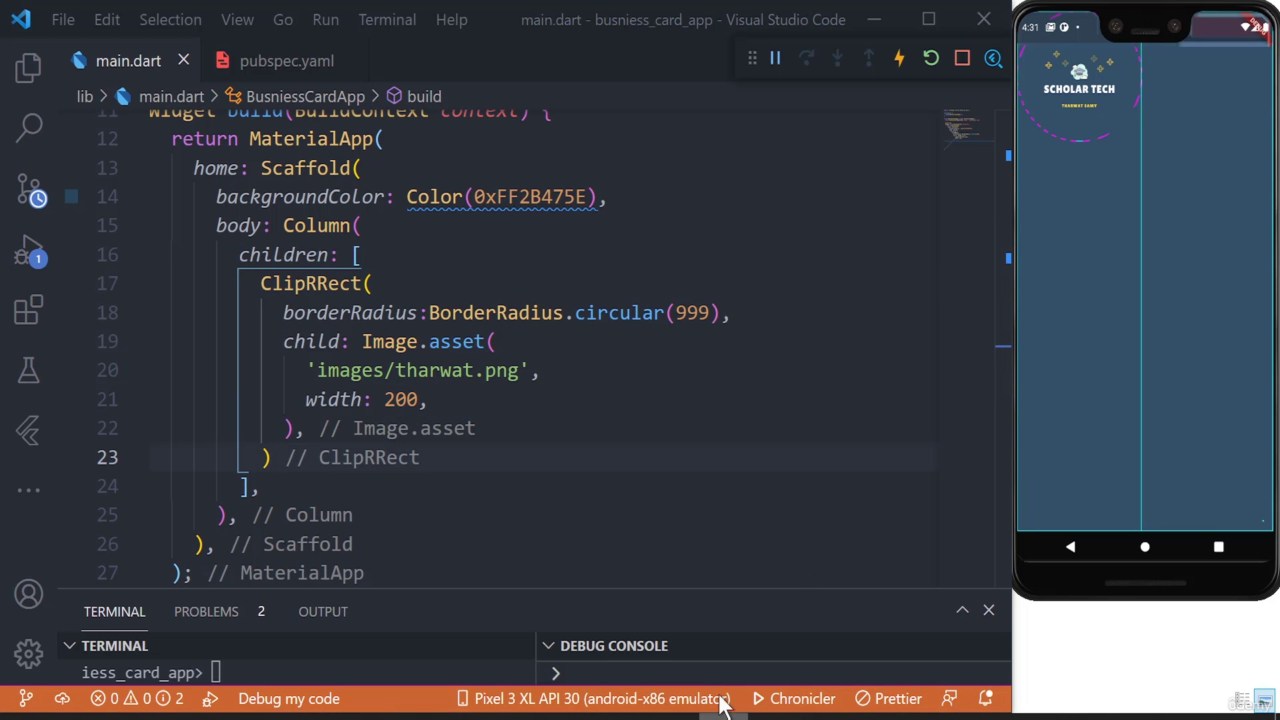 File Edit Selection View Go Run Terminal Help main.dart - busniess_card_app - Visual Studio Code
main.dart pubspec.yaml
lib > main.dart > BusniessCardApp > build
11 Widget build(BuildContext context) {
12 return MaterialApp(
13 home: Scaffold(
14 backgroundColor: Color(0xFF2B475E),
15 body: Column(
16 children: [
17 ClipRRect(
18 borderRadius:BorderRadius.circular(999),
19 child: Image.asset(
20 'images/tharwat.png',
21 width: 200,
22 ), // Image.asset
23 ) // ClipRRect
24 ],
25 ), // Column
26 ), // Scaffold
27 ); // MaterialApp
1
TERMINAL PROBLEMS 2 OUTPUT
TERMINAL
iess_card_app>
DEBUG CONSOLE
>
0 0 2 Debug my code Pixel 3 XL API 30 (android-x86 emulator) Chronicler Prettier
4:31
DEBUG
SCHOLAR TECH
THARWAT SAMY
udemy